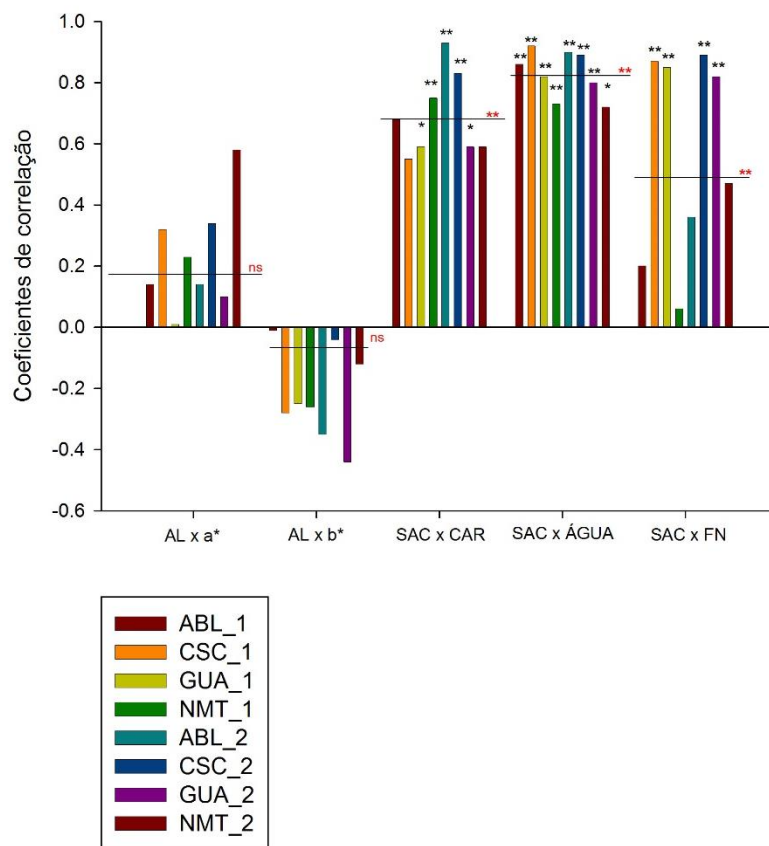 Coeficientes de correlação
1.0
0.8
0.6
0.4
0.2
0.0
-0.2
-0.4
-0.6
ns
ns
* ** ** ** * **
** ** ** ** ** ** ** * **
** ** ** ** **
AL x a*
AL x b*
SAC x CAR
SAC x ÁGUA
SAC x FN
ABL_1
CSC_1
GUA_1
NMT_1
ABL_2
CSC_2
GUA_2
NMT_2